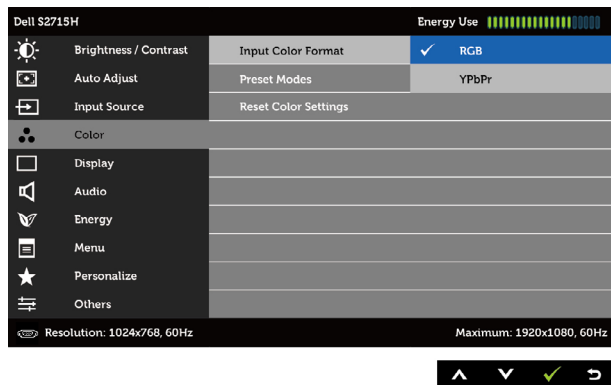 Dell S2715H Energy Use
Brightness / Contrast Input Color Format RGB
Auto Adjust Preset Modes YPbPr
Input Source Reset Color Settings
Color
Display
Audio
Energy
Menu
Personalize
Others
Resolution: 1024x768, 60Hz Maximum: 1920x1080, 60Hz